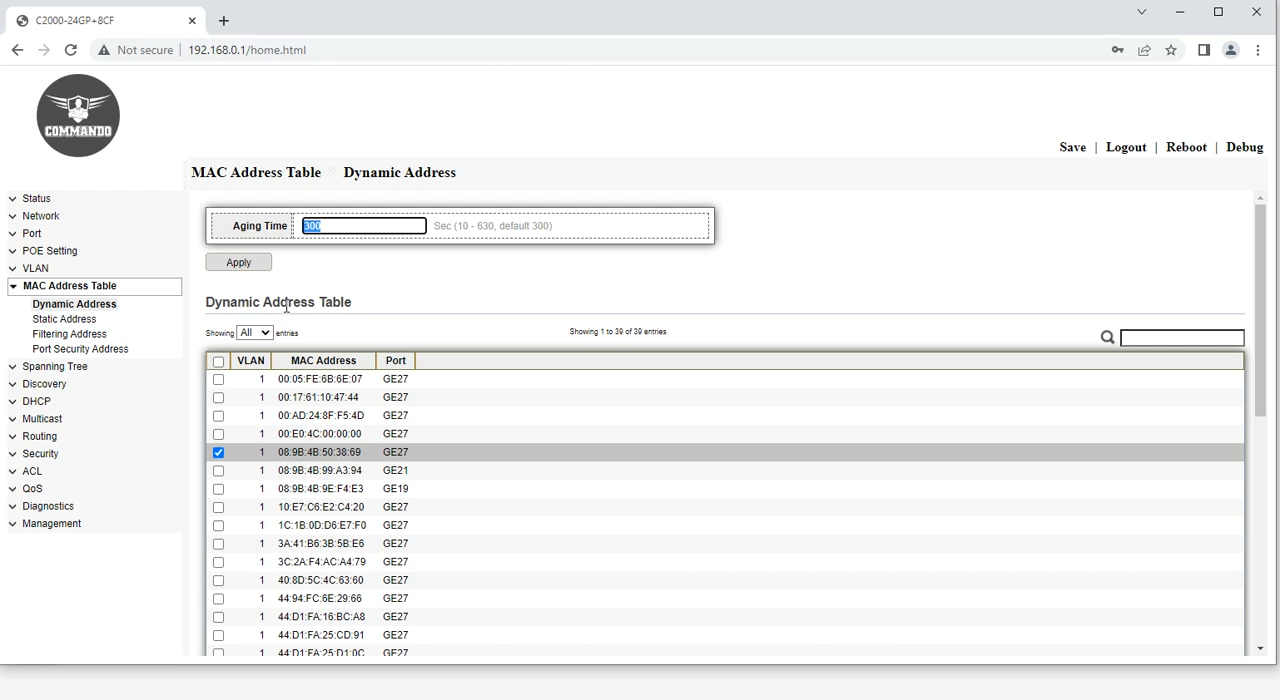 C2000-24GP+8CF
Not secure 192.168.0.1/home.html
COMMANDO
Save | Logout | Reboot | Debug
MAC Address Table Dynamic Address
Status
Network
Port
POE Setting
VLAN
MAC Address Table
Dynamic Address
Static Address
Filtering Address
Port Security Address
Spanning Tree
Discovery
DHCP
Multicast
Routing
Security
ACL
QoS
Diagnostics
Management
Aging Time 300 Sec (10 - 630, default 300)
Apply
Dynamic Address Table
Showing All entries Showing 1 to 39 of 39 entries
VLAN MAC Address Port
1 00:05:FE:6B:6E:07 GE27
1 00:17:61:10:47:44 GE27
1 00:AD:24:8F:F5:4D GE27
1 00:E0:4C:00:00:00 GE27
1 08:9B:4B:50:38:69 GE27
1 08:9B:4B:99:A3:94 GE21
1 08:9B:4B:9E:F4:E3 GE19
1 10:E7:C6:E2:C4:20 GE27
1 1C:1B:0D:D6:E7:F0 GE27
1 3A:41:B6:3B:5B:E6 GE27
1 3C:2A:F4:AC:A4:79 GE27
1 40:8D:5C:4C:63:60 GE27
1 44:94:FC:6E:29:66 GE27
1 44:D1:FA:16:BC:A8 GE27
1 44:D1:FA:25:CD:91 GE27
1 44:D1:FA:25:D1:0C GE27